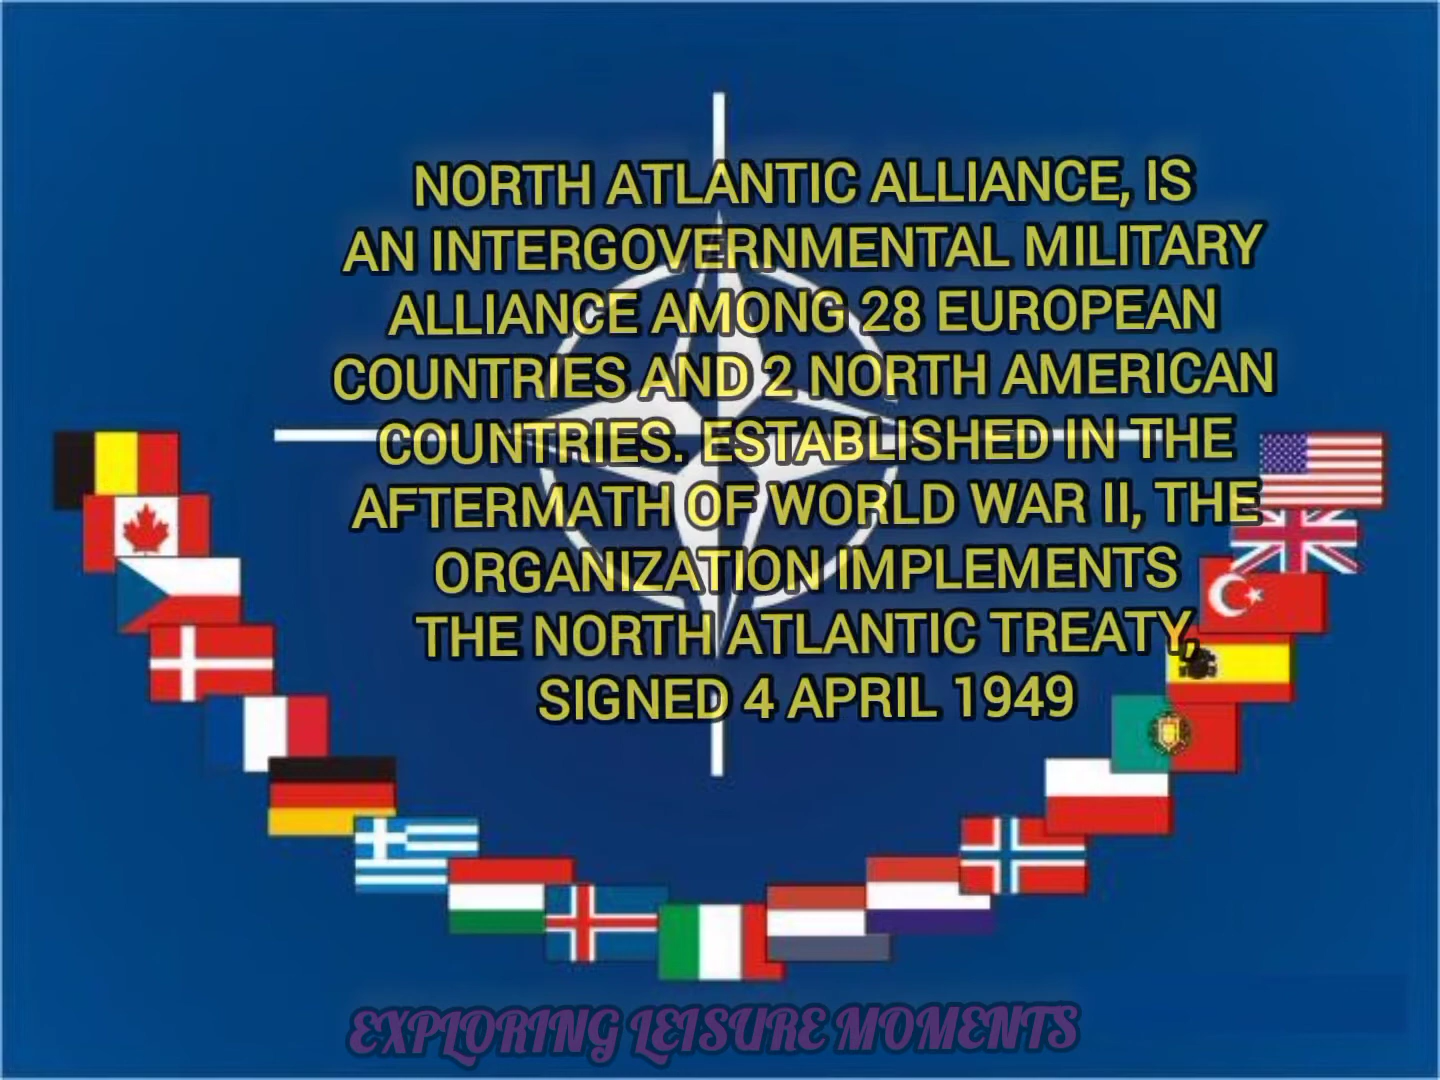 NORTH ATLANTIC ALLIANCE, IS
AN INTERGOVERNMENTAL MILITARY
ALLIANCE AMONG 28 EUROPEAN
COUNTRIES AND 2 NORTH AMERICAN
COUNTRIES. ESTABLISHED IN THE
AFTERMATH OF WORLD WAR II, THE
ORGANIZATION IMPLEMENTS
THE NORTH ATLANTIC TREATY,
SIGNED 4 APRIL 1949
EXPLORING LEISURE MOMENTS